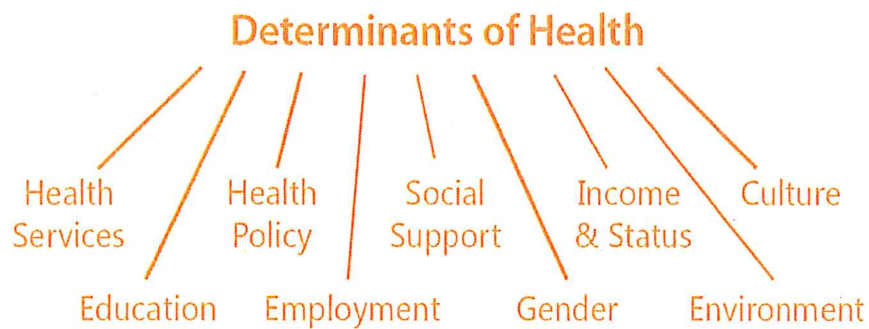 Determinants of Health
Health
Services
Health
Policy
Social
Support
Income
& Status
Culture
Education
Employment
Gender
Environment